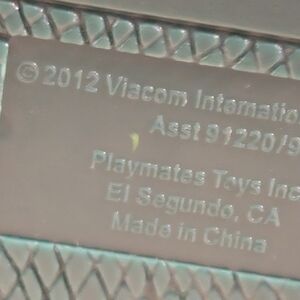 © 2012 Viacom Internatio
Asst 91220/9
Playmates Toys Inc
El Segundo, CA
Made in China